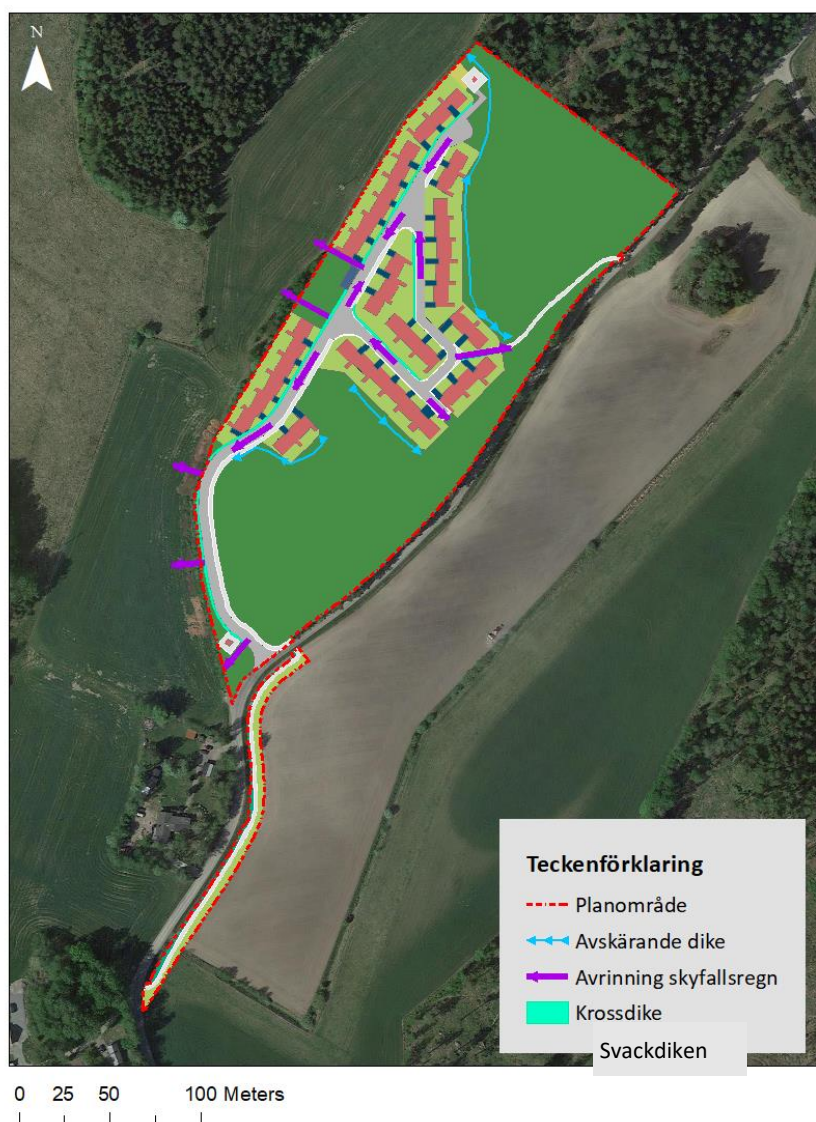 N
Teckenförklaring
Planområde
Avskärande dike
Avrinning skyfallsregn
Krossdike
Svackdiken
0 25 50 100 Meters